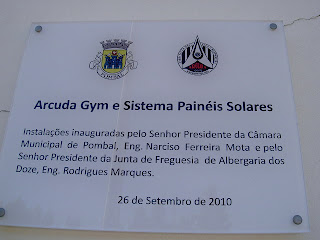 POMBAL
Arcuda Gym e Sistema Painéis Solares
Instalações inauguradas pelo Senhor Presidente da Câmara
Municipal de Pombal, Eng. Narciso Ferreira Mota e pelo
Senhor Presidente da Junta de Freguesia de Albergaria dos
Doze, Eng. Rodrigues Marques.
26 de Setembro de 2010